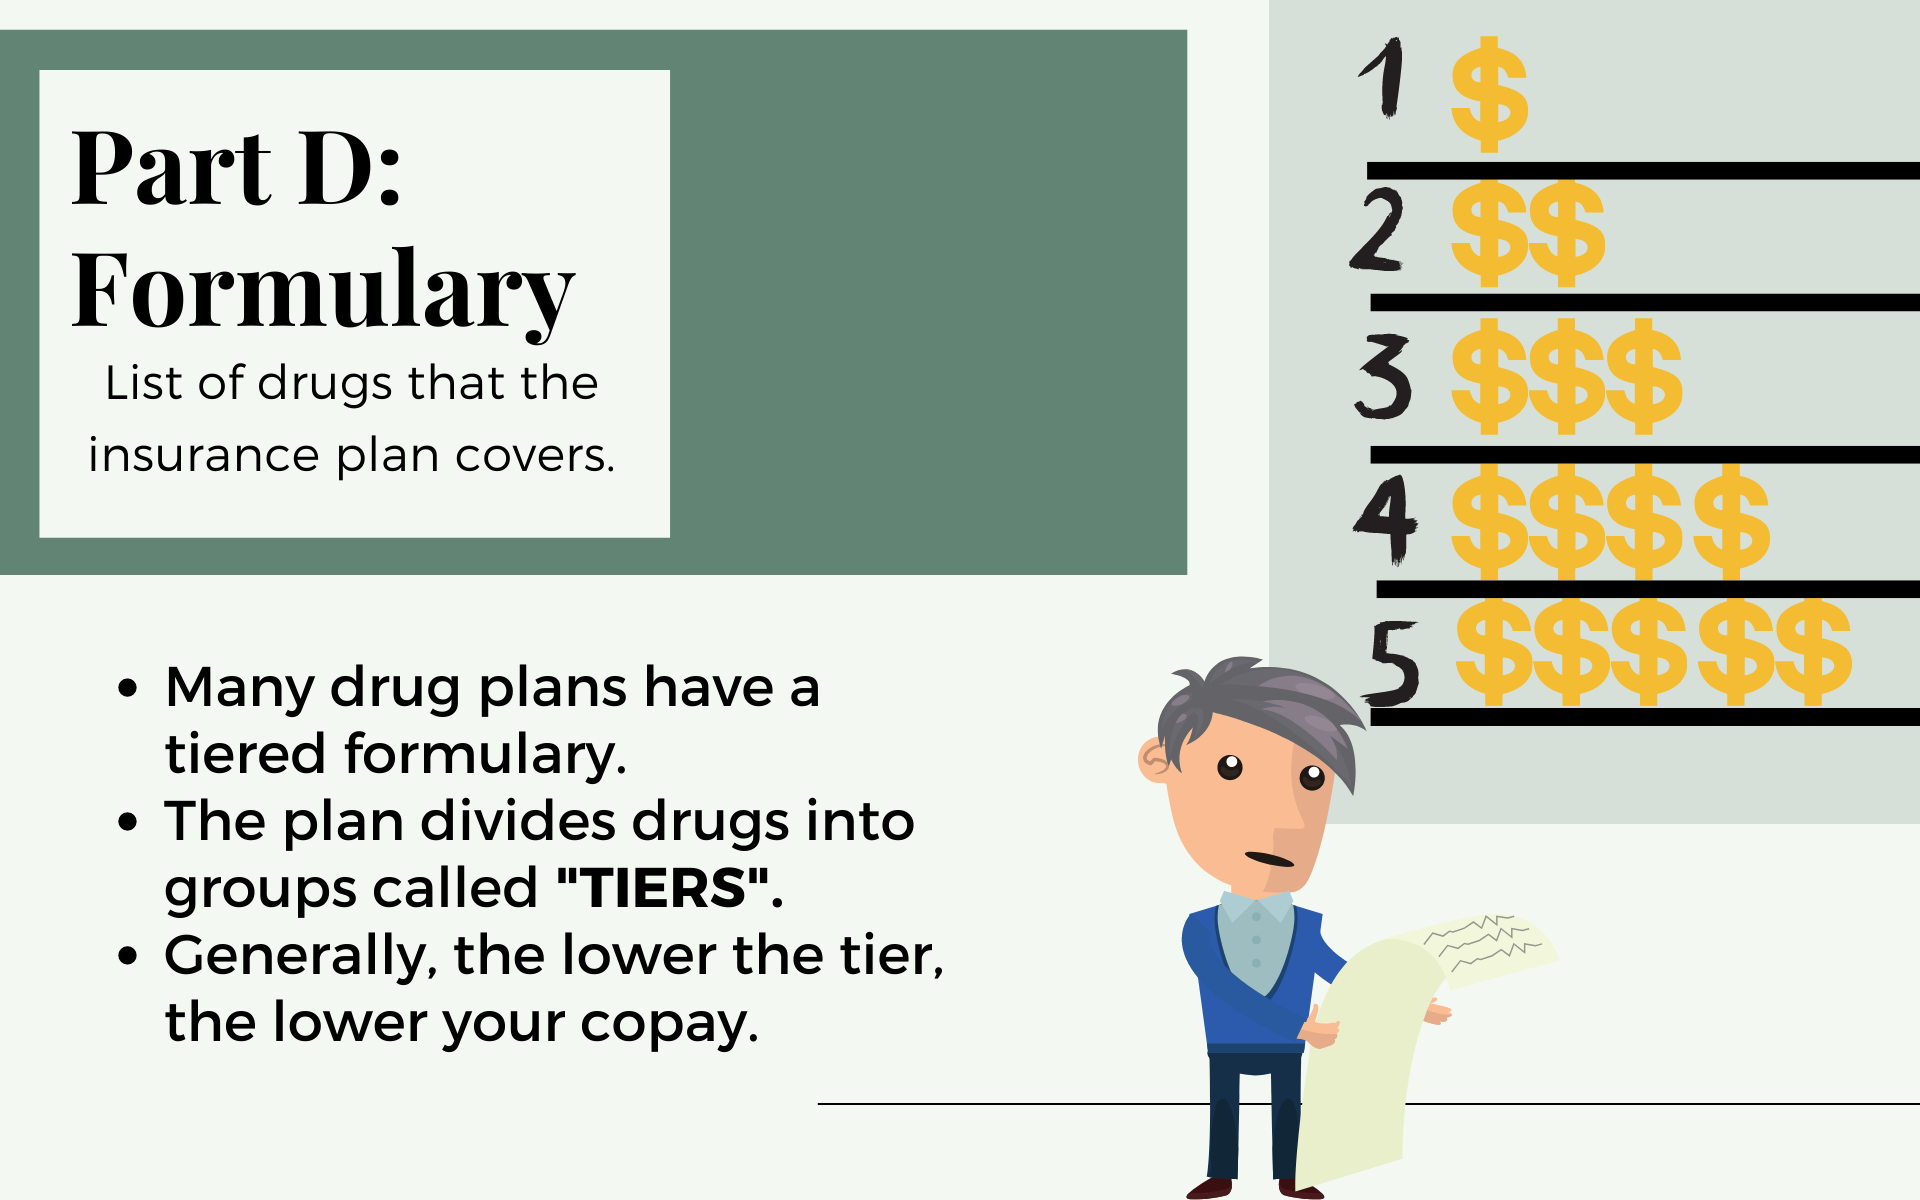 Part D:
Formulary
List of drugs that the
insurance plan covers.
1 $
2 $$
3 $$$
4 $$$$
5 $$$$$
• Many drug plans have a
tiered formulary.
• The plan divides drugs into
groups called "TIERS".
• Generally, the lower the tier,
the lower your copay.